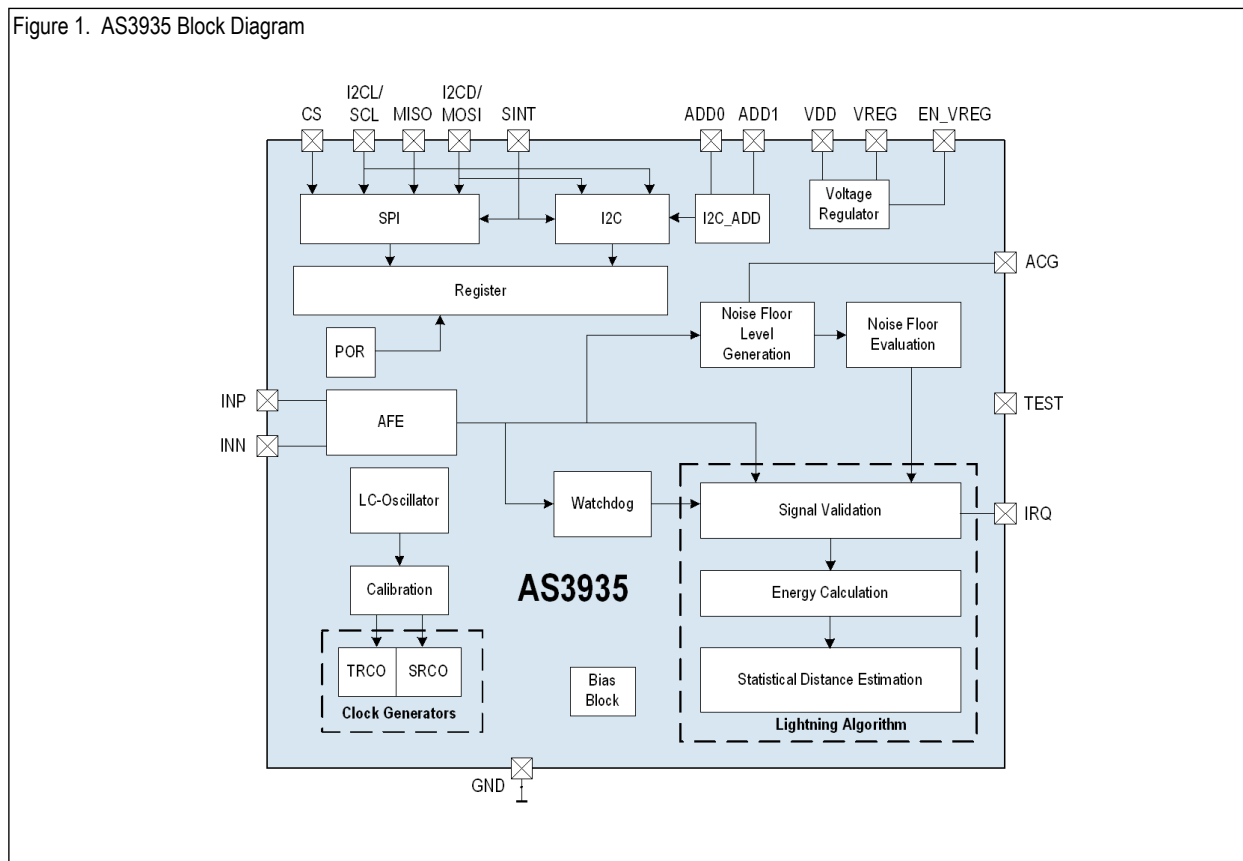 Figure 1. AS3935 Block Diagram
CS
I2CL/
SCL
MISO
I2CD/
MOSI
SINT
ADD0
ADD1
VDD
VREG
EN_VREG
SPI
I2C
I2C_ADD
Voltage
Regulator
ACG
Register
Noise Floor
Level
Generation
Noise Floor
Evaluation
POR
INP
AFE
TEST
INN
LC-Oscillator
Watchdog
Signal Validation
IRQ
Calibration
AS3935
Energy Calculation
TRCO
SRCO
Clock Generators
Bias
Block
Statistical Distance Estimation
Lightning Algorithm
GND